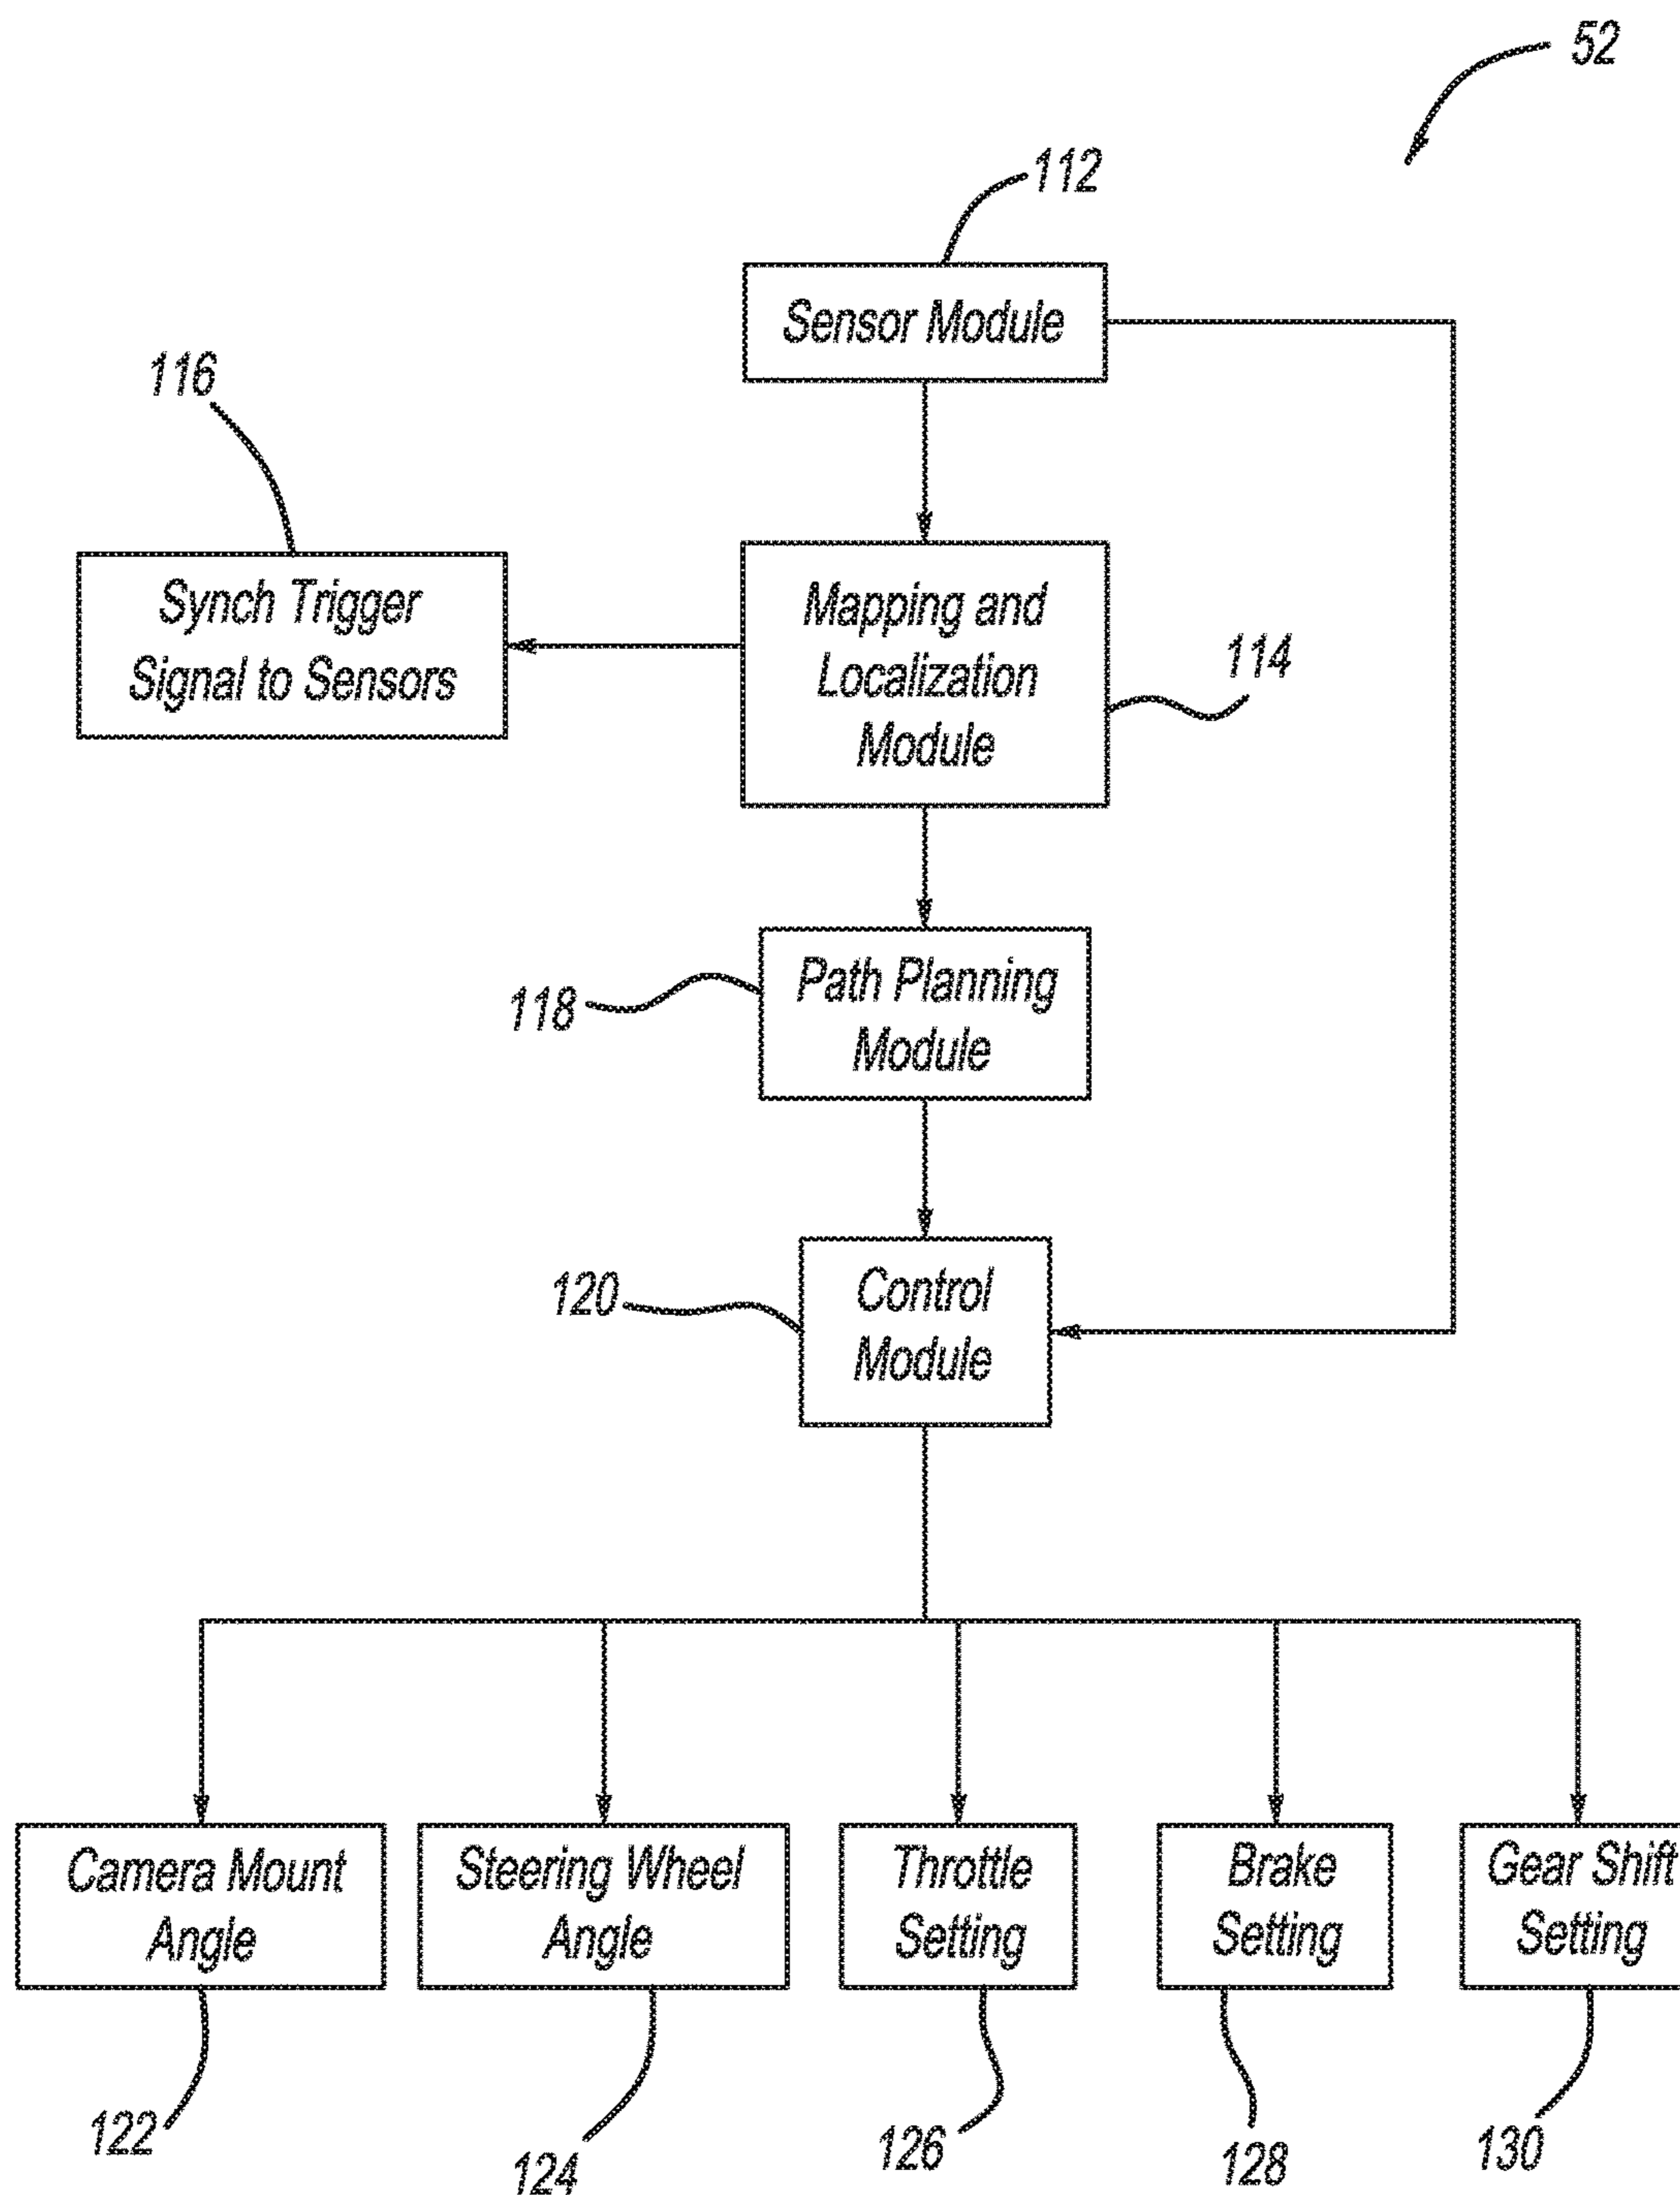 52
112
Sensor Module
116
Synch Trigger
Signal to Sensors
Mapping and
Localization
Module
114
118
Path Planning
Module
120
Control
Module
Camera Mount
Angle
Steering Wheel
Angle
Throttle
Setting
Brake
Setting
Gear Shift
Setting
122
124
126
128
130